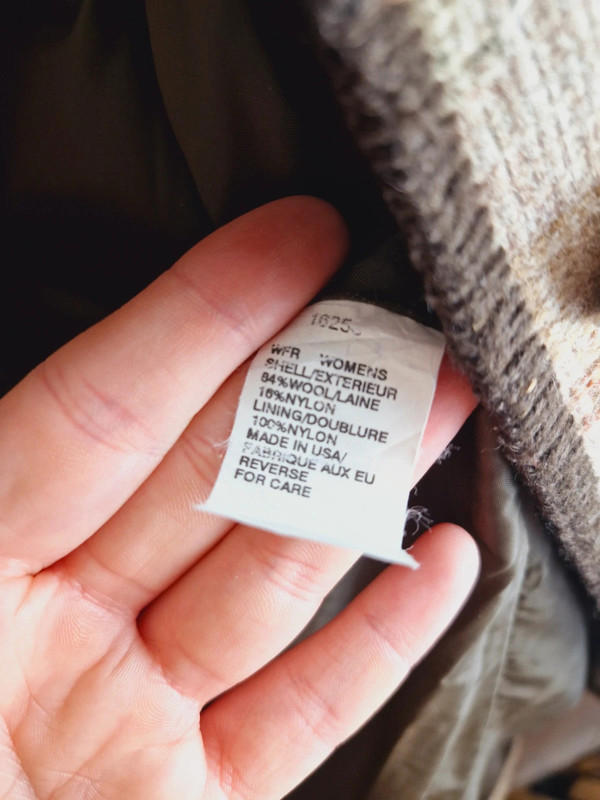 WFR WOMENS
SHELL/EXTERIEUR
84%WOOL/LAINE
16%NYLON
LINING/DOUBLURE
100%NYLON
MADE IN USA/
FABRIQUE AUX EU
REVERSE
FOR CARE